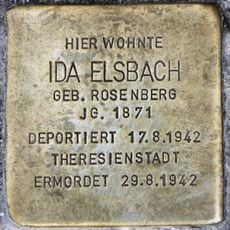 HIER WOHNTE
IDA ELSBACH
GEB. ROSENBERG
JG. 1871
DEPORTIERT 17.8.1942
THERESIENSTADT
ERMORDET 29.8.1942